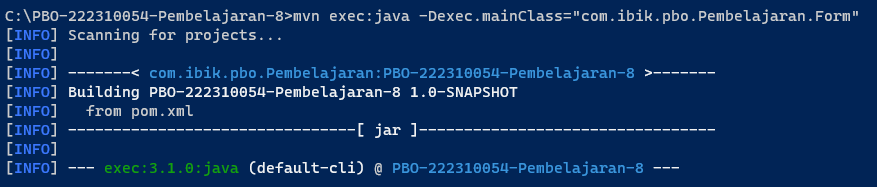 C:\PBO-222310054-Pembelajaran-8>mvn exec:java -Dexec.mainClass="com.ibik.pbo.Pembelajaran.Form"
[INFO] Scanning for projects...
[INFO]
[INFO] -------< com.ibik.pbo.Pembelajaran:PBO-222310054-Pembelajaran-8 >-------
[INFO] Building PBO-222310054-Pembelajaran-8 1.0-SNAPSHOT
[INFO]   from pom.xml
[INFO] --------------------------------[ jar ]---------------------------------
[INFO]
[INFO] --- exec:3.1.0:java (default-cli) @ PBO-222310054-Pembelajaran-8 ---